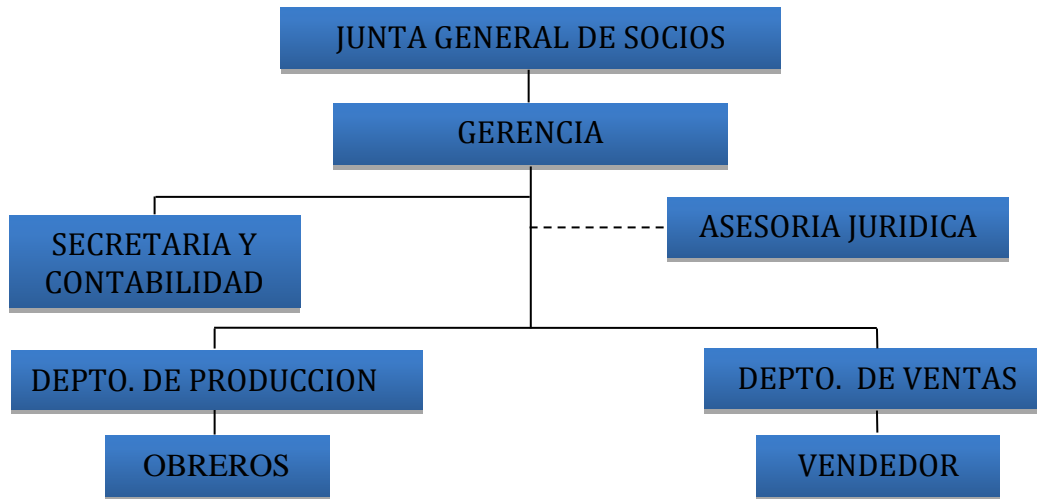 JUNTA GENERAL DE SOCIOS
GERENCIA
SECRETARIA Y
CONTABILIDAD
ASESORIA JURIDICA
DEPTO. DE PRODUCCION
DEPTO. DE VENTAS
OBREROS
VENDEDOR